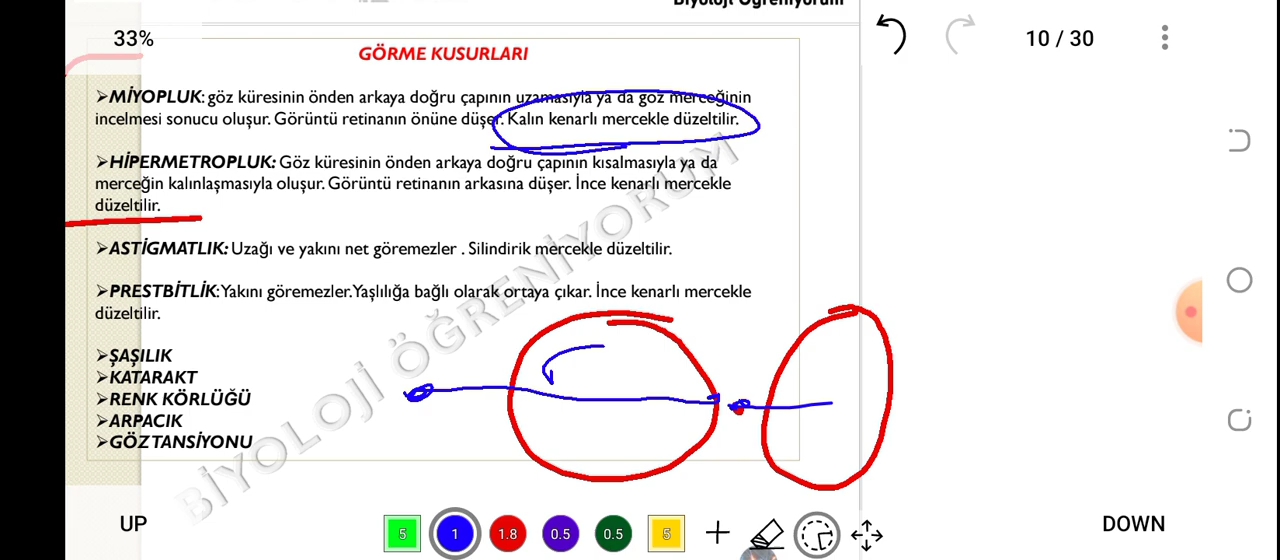 Biyoloji Öğreniyorum
33%
10 / 30
GÖRME KUSURLARI
➢MİYOPLUK: göz küresinin önden arkaya doğru çapının uzamasıyla ya da göz merceğinin
incelmesi sonucu oluşur. Görüntü retinanın önüne düşer. Kalın kenarlı mercekle düzeltilir.
➢HİPERMETROPLUK: Göz küresinin önden arkaya doğru çapının kısalmasıyla ya da
merceğin kalınlaşmasıyla oluşur. Görüntü retinanın arkasına düşer. İnce kenarlı mercekle
düzeltilir.
➢ASTİGMATLIK: Uzağı ve yakını net göremezler . Silindirik mercekle düzeltilir.
➢PRESTBİTLİK: Yakını göremezler. Yaşlılığa bağlı olarak ortaya çıkar. İnce kenarlı mercekle
düzeltilir.
➢ŞAŞILIK
➢KATARAKT
➢RENK KÖRLÜĞÜ
➢ARPACIK
➢GÖZ TANSİYONU
BİYOLOJİ ÖĞRENİYORUM
UP
5 1 1.8 0.5 0.5 5
DOWN